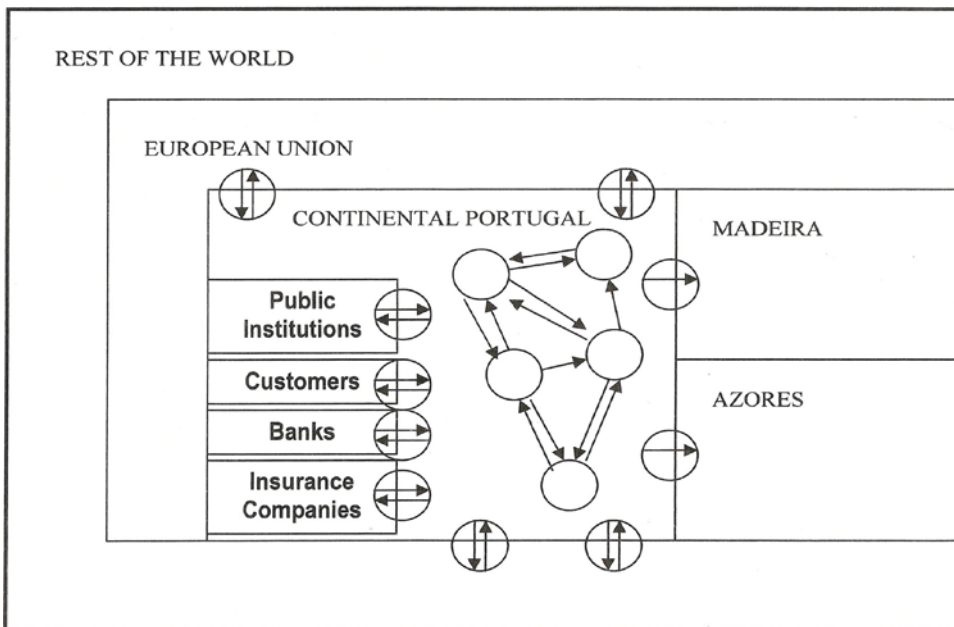 REST OF THE WORLD
EUROPEAN UNION
CONTINENTAL PORTUGAL
MADEIRA
Public
Institutions
Customers
AZORES
Banks
Insurance
Companies